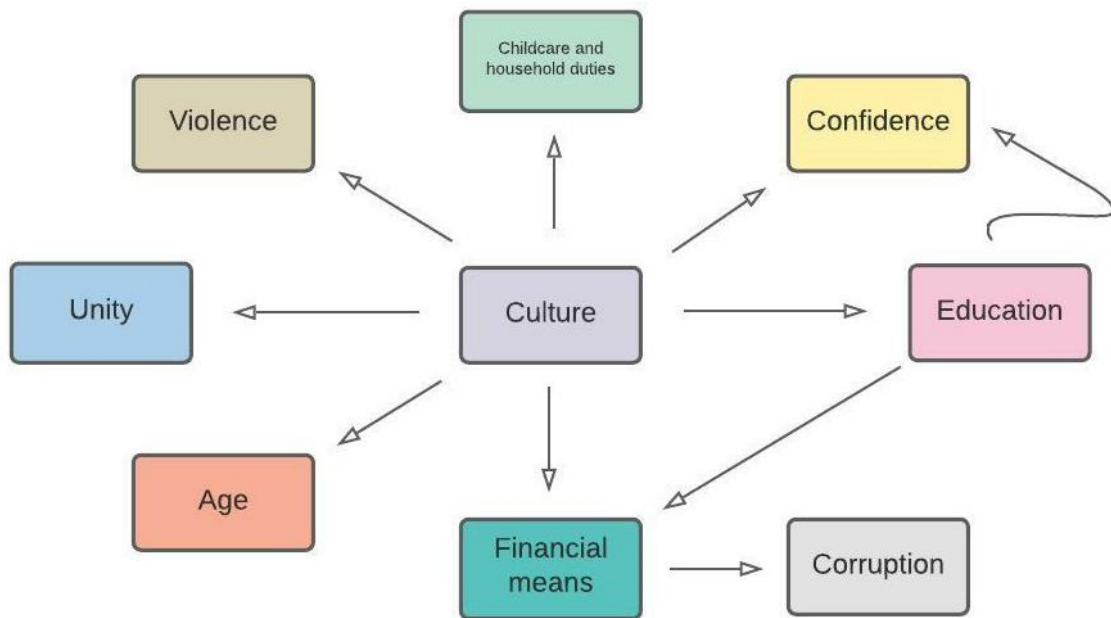 Childcare and
household duties
Violence
Confidence
Unity
Culture
Education
Age
Financial
means
Corruption